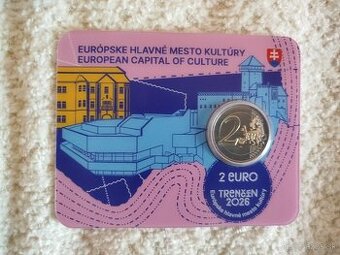 EURÓPSKE HLAVNÉ MESTO KULTÚRY
EUROPEAN CAPITAL OF CULTURE
2
2 EURO
TRENČÍN
2026
Európske hlavné mesto kultúry